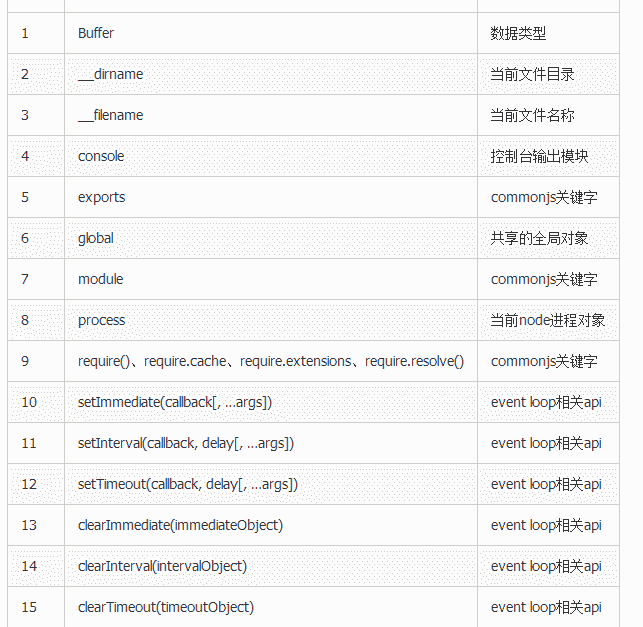 1 Buffer 数据类型
2 __dirname 当前文件目录
3 __filename 当前文件名称
4 console 控制台输出模块
5 exports commonjs关键字
6 global 共享的全局对象
7 module commonjs关键字
8 process 当前node进程对象
9 require()、require.cache、require.extensions、require.resolve() commonjs关键字
10 setImmediate(callback[, ...args]) event loop相关api
11 setInterval(callback, delay[, ...args]) event loop相关api
12 setTimeout(callback, delay[, ...args]) event loop相关api
13 clearImmediate(immediateObject) event loop相关api
14 clearInterval(intervalObject) event loop相关api
15 clearTimeout(timeoutObject) event loop相关api